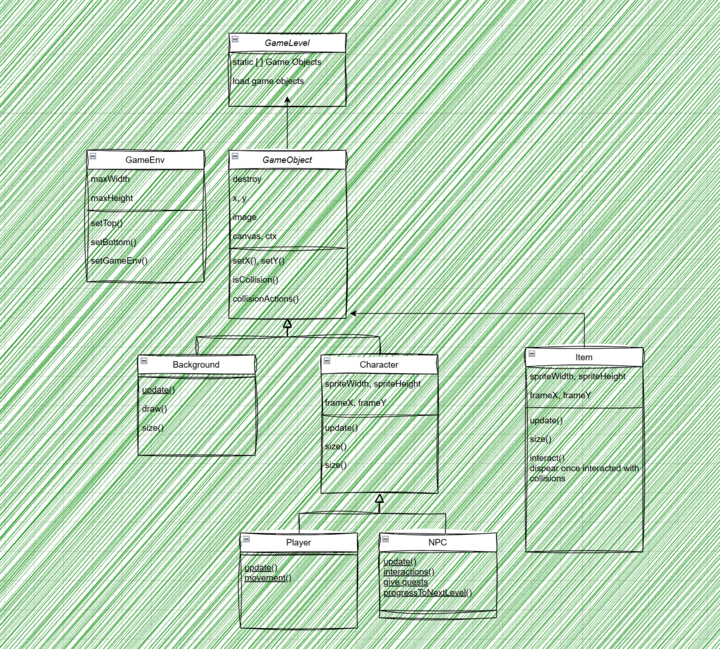 GameLevel
static [ ] Game Objects
load game objects
GameEnv
maxWidth
maxHeight
setTop()
setBottom()
setGameEnv()
GameObject
destroy
x, y
image
canvas, ctx
setX(), setY()
isCollision()
collisionActions()
Background
update()
draw()
size()
Character
spriteWidth, spriteHeight
frameX, frameY
update()
size()
size()
Item
spriteWidth, spriteHeight
frameX, frameY
update()
size()
interact()
dispear once interacted with
collisions
Player
update()
movement()
NPC
update()
interactions()
give quests
progressToNextLevel()